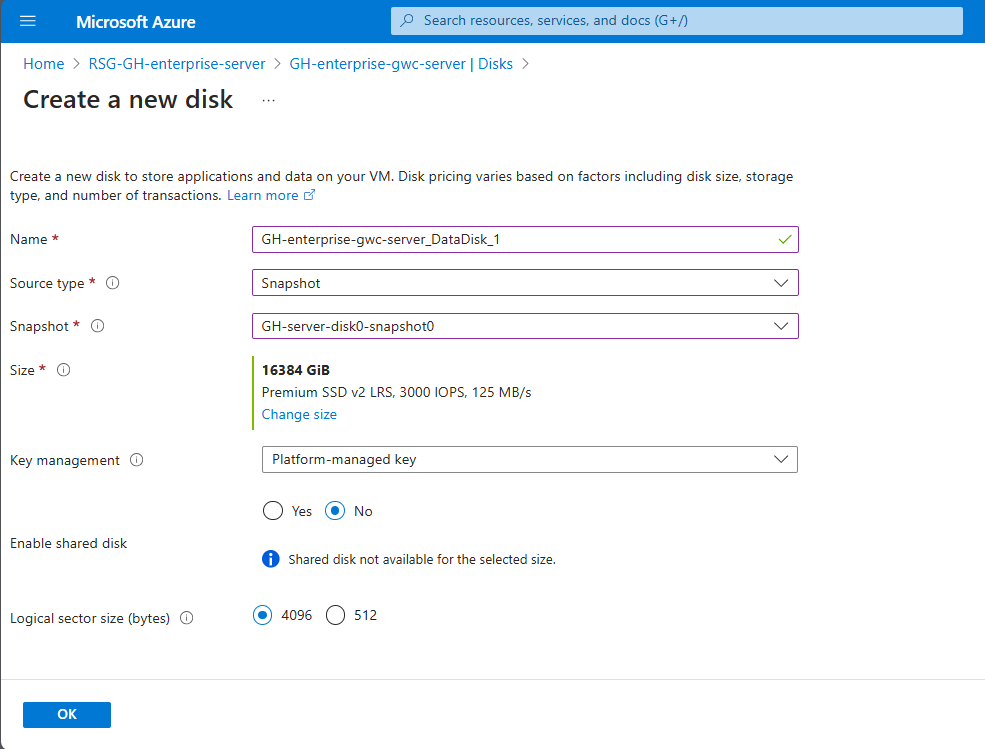 Microsoft Azure
Search resources, services, and docs (G+/)
Home > RSG-GH-enterprise-server > GH-enterprise-gwc-server | Disks >
Create a new disk ...
Create a new disk to store applications and data on your VM. Disk pricing varies based on factors including disk size, storage
type, and number of transactions. Learn more
Name *
GH-enterprise-gwc-server_DataDisk_1
Source type *
Snapshot
Snapshot *
GH-server-disk0-snapshot0
Size *
16384 GiB
Premium SSD v2 LRS, 3000 IOPS, 125 MB/s
Change size
Key management
Platform-managed key
Yes No
Enable shared disk
Shared disk not available for the selected size.
Logical sector size (bytes)
4096 512
OK